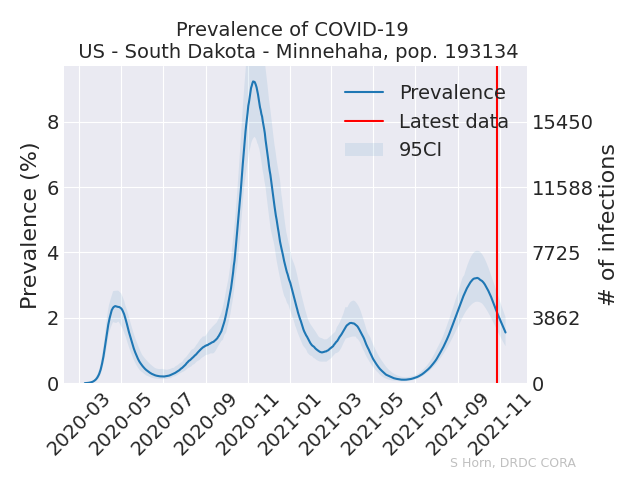 Prevalence of COVID-19
US - South Dakota - Minnehaha, pop. 193134
Prevalence
Latest data
95CI
Prevalence (%)
8
6
4
2
0
15450
11588
7725
3862
0
# of infections
2020-03
2020-05
2020-07
2020-09
2020-11
2021-01
2021-03
2021-05
2021-07
2021-09
2021-11
S Horn, DRDC CORA